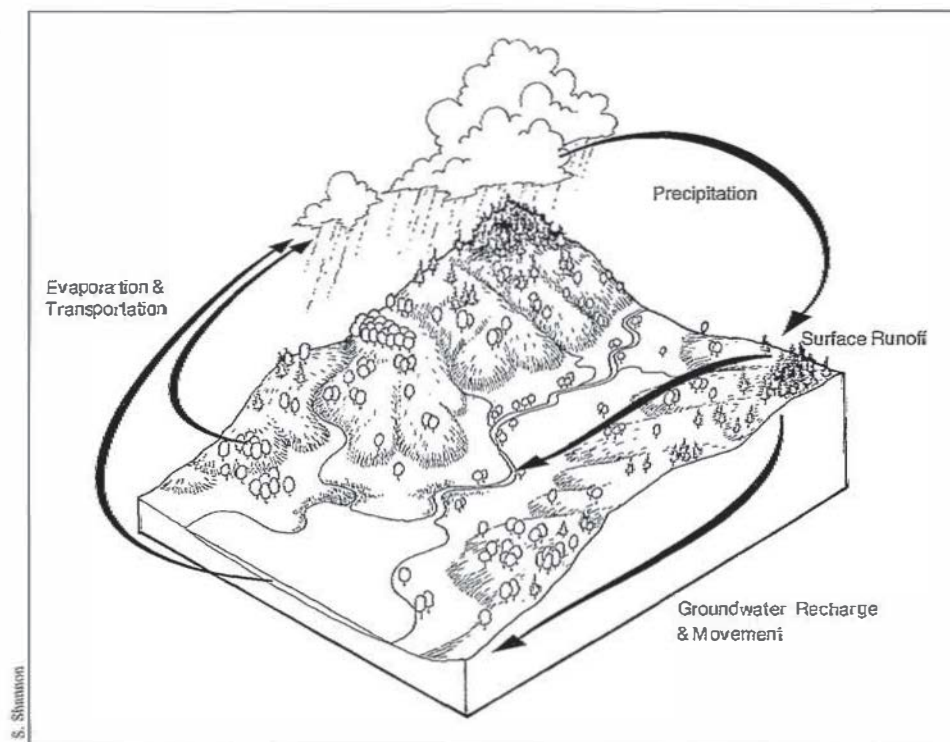 Precipitation
Evaporation &
Transportation
Surface Runoff
Groundwater Recharge
& Movement
S. Shannon